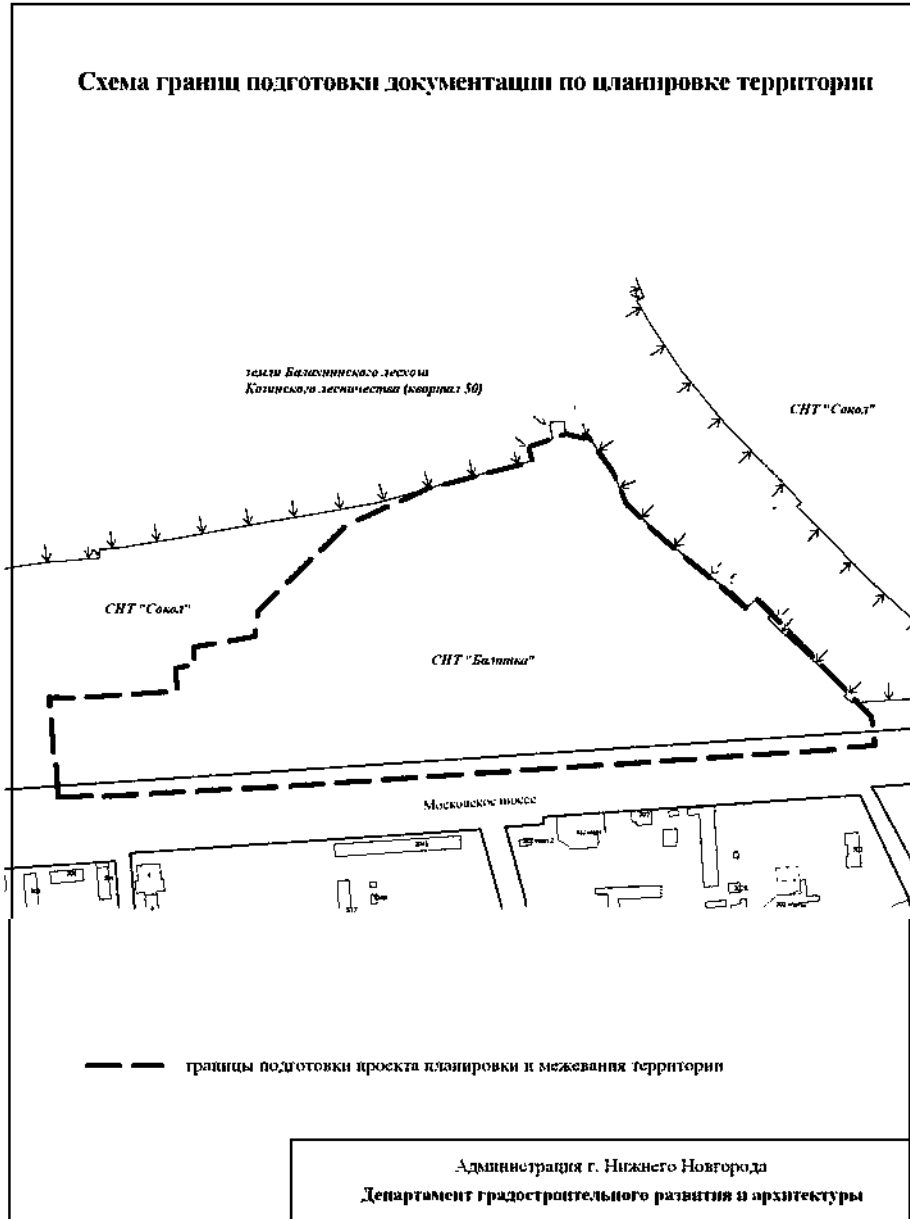 Схема границ подготовки документации по планировке территории
земли Балахнинского лесхоза
Козинского лесничества (квартал 50)
СНТ "Сокол"
СНТ "Сокол"
СНТ "Балтика"
Московское шоссе
границы подготовки проекта планировки и межевания территории
Администрация г. Нижнего Новгорода
Департамент градостроительного развития и архитектуры